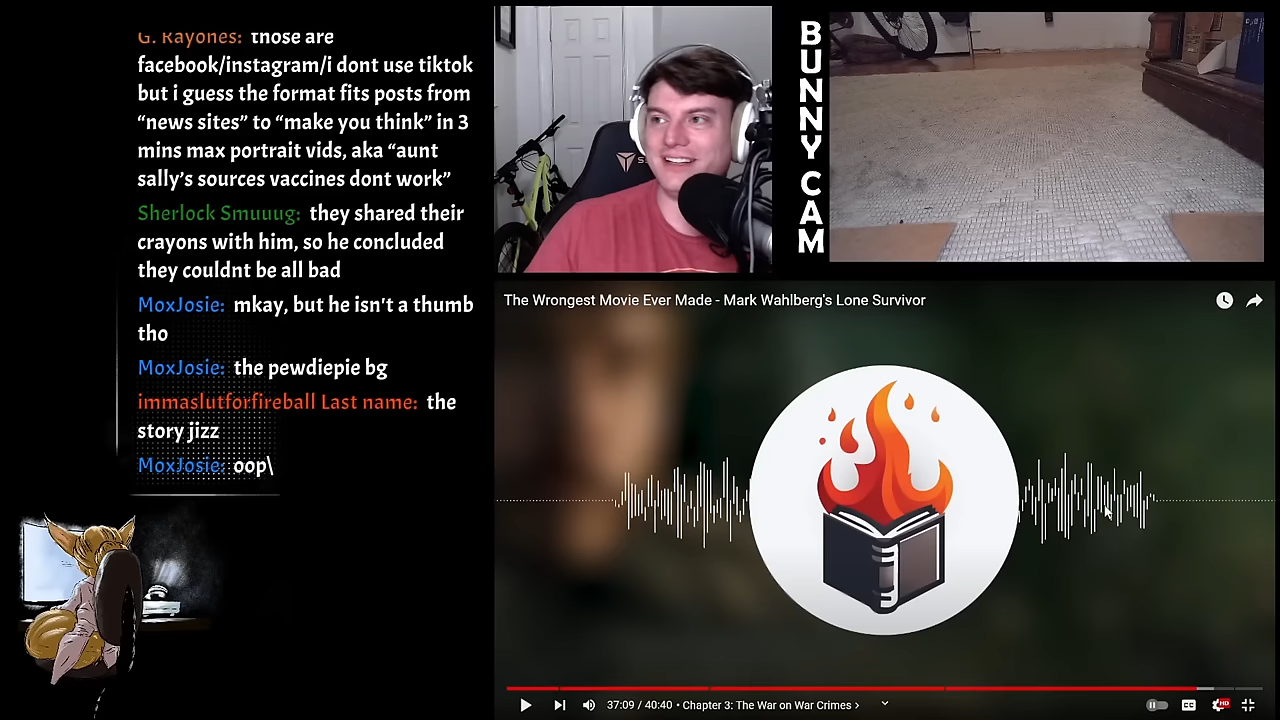 G. Rayones: those are
facebook/instagram/i dont use tiktok
but i guess the format fits posts from
“news sites” to “make you think” in 3
mins max portrait vids, aka “aunt
sally’s sources vaccines dont work”
Sherlock Smuuug: they shared their
crayons with him, so he concluded
they couldnt be all bad
MoxJosie: mkay, but he isn't a thumb
tho
MoxJosie: the pewdiepie bg
immaslutforfireball Last name: the
story jizz
MoxJosie: oop\
BUNNY CAM
The Wrongest Movie Ever Made - Mark Wahlberg's Lone Survivor
37:09 / 40:40 • Chapter 3: The War on War Crimes
CC
HD